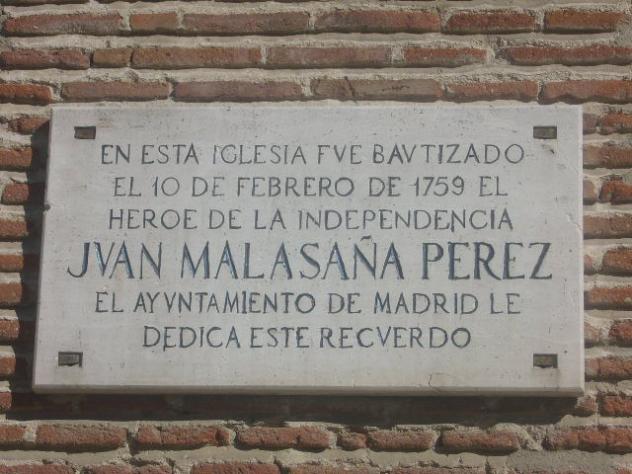 EN ESTA IGLESIA FVE BAVTIZADO
EL 10 DE FEBRERO DE 1759 EL
HEROE DE LA INDEPENDENCIA
JVAN MALASAÑA PEREZ
EL AYVNTAMIENTO DE MADRID LE
DEDICA ESTE RECVERDO